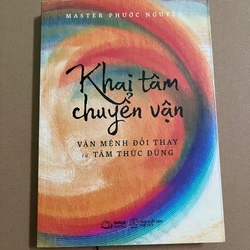 MASTER PHƯỚC NGUYÊN
Khai tâm
chuyển vận
VẬN MỆNH ĐỔI THAY
từ TÂM THỨC ĐÚNG